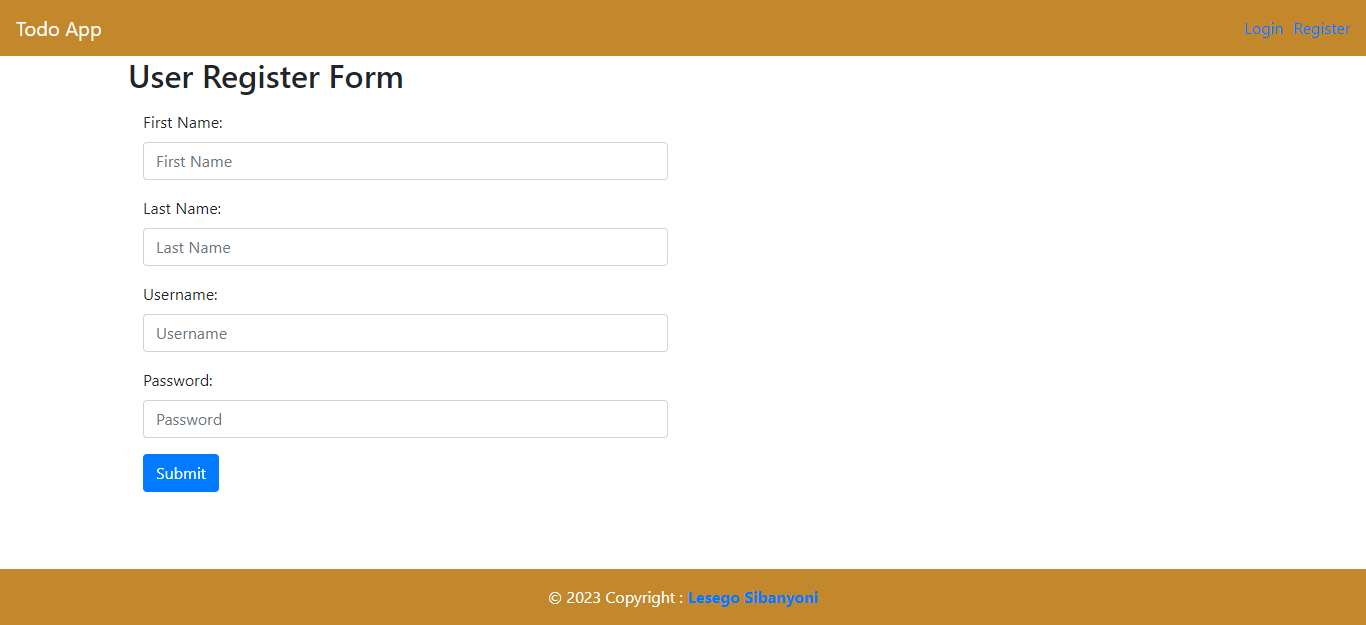 Todo App
Login Register
User Register Form
First Name:
First Name
Last Name:
Last Name
Username:
Username
Password:
Password
Submit
© 2023 Copyright : Lesego Sibanyoni